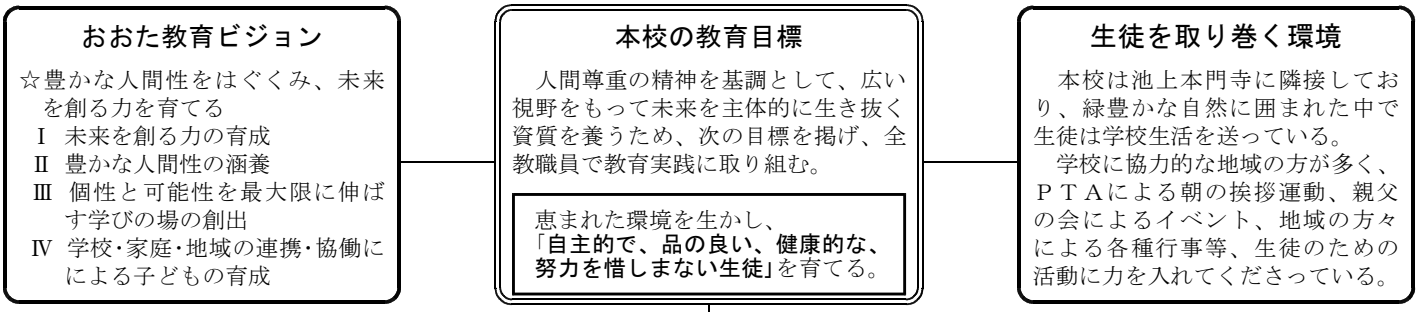 おおた教育ビジョン
☆豊かな人間性をはぐくみ、未来
を創る力を育てる
Ⅰ 未来を創る力の育成
Ⅱ 豊かな人間性の涵養
Ⅲ 個性と可能性を最大限に伸ば
す学びの場の創出
Ⅳ 学校・家庭・地域の連携・協働に
による子どもの育成
本校の教育目標
人間尊重の精神を基調として、広い
視野をもって未来を主体的に生き抜く
資質を養うため、次の目標を掲げ、全
教職員で教育実践に取り組む。
恵まれた環境を生かし、
「自主的で、品の良い、健康的な、
努力を惜しまない生徒」を育てる。
生徒を取り巻く環境
本校は池上本門寺に隣接してお
り、緑豊かな自然に囲まれた中で
生徒は学校生活を送っている。
学校に協力的な地域の方が多く、
ＰＴＡによる朝の挨拶運動、親父
の会によるイベント、地域の方々
による各種行事等、生徒のための
活動に力を入れてくださっている。